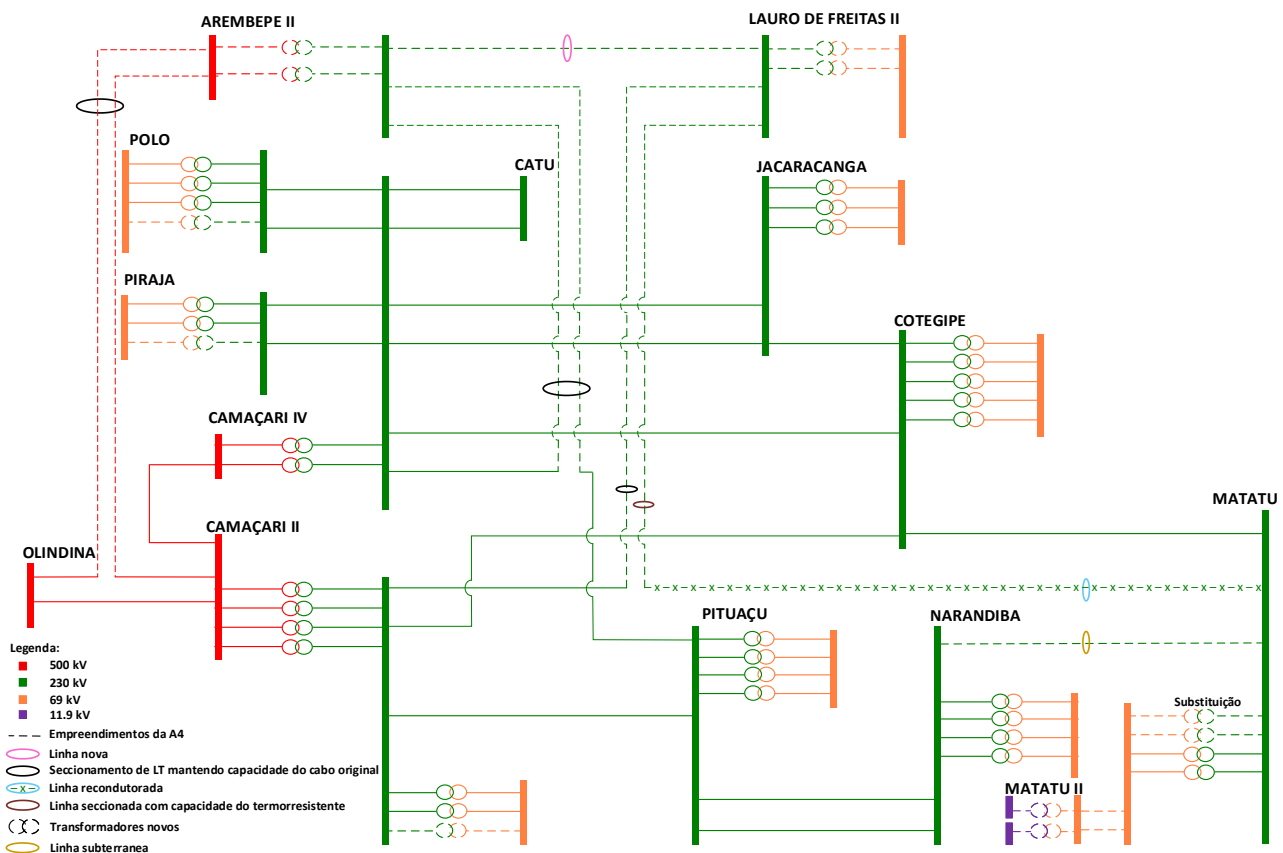 AREMBEPE II
LAURO DE FREITAS II
POLO
CATU
JACARACANGA
PIRAJA
COTEGIPE
CAMAÇARI IV
MATATU
CAMAÇARI II
OLINDINA
PITUAÇU
NARANDIBA
Legenda:
500 kV
230 kV
69 kV
11.9 kV
Empreendimentos da A4
Linha nova
Seccionamento de LT mantendo capacidade do cabo original
Linha recondutorada
Linha seccionada com capacidade do termorresistente
Transformadores novos
Linha subterranea
Substituição
MATATU II